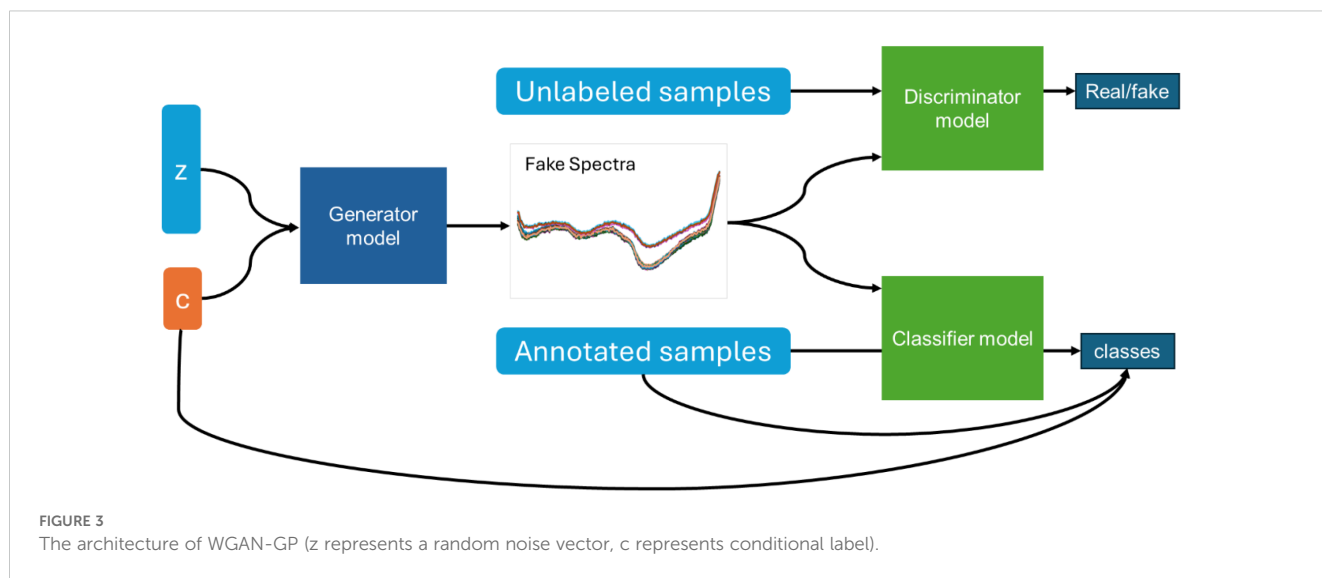 Unlabeled samples
Discriminator
model
Real/fake
z
Fake Spectra
Generator
model
c
Annotated samples
Classifier model
classes
FIGURE 3
The architecture of WGAN-GP (z represents a random noise vector, c represents conditional label).